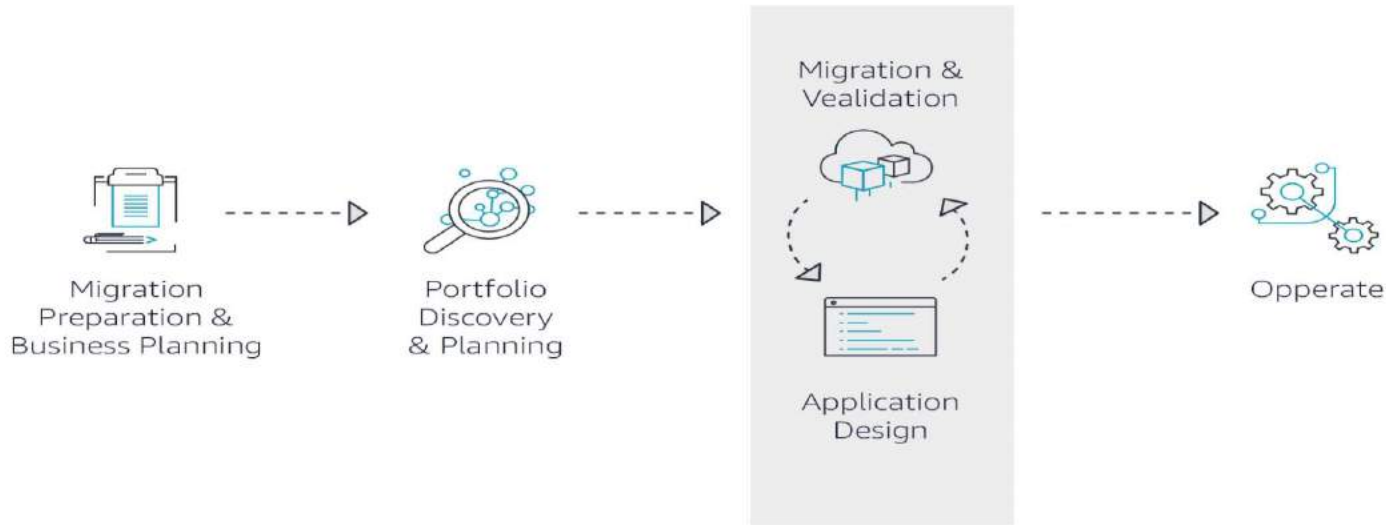 Migration
Preparation &
Business Planning
Portfolio
Discovery
& Planning
Migration &
Vealidation
Application
Design
Opperate